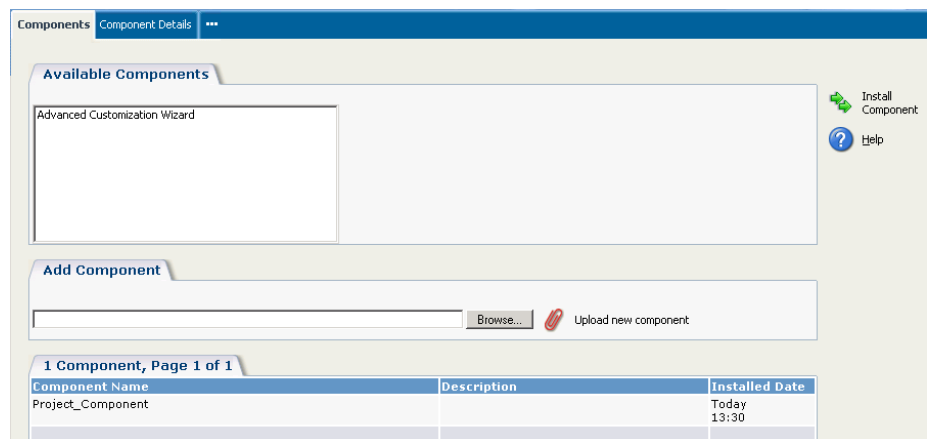 Components Component Details •••
Available Components
Advanced Customization Wizard
Install
Component
Help
Add Component
Browse... Upload new component
1 Component, Page 1 of 1
Component Name Description Installed Date
Project_Component Today
13:30